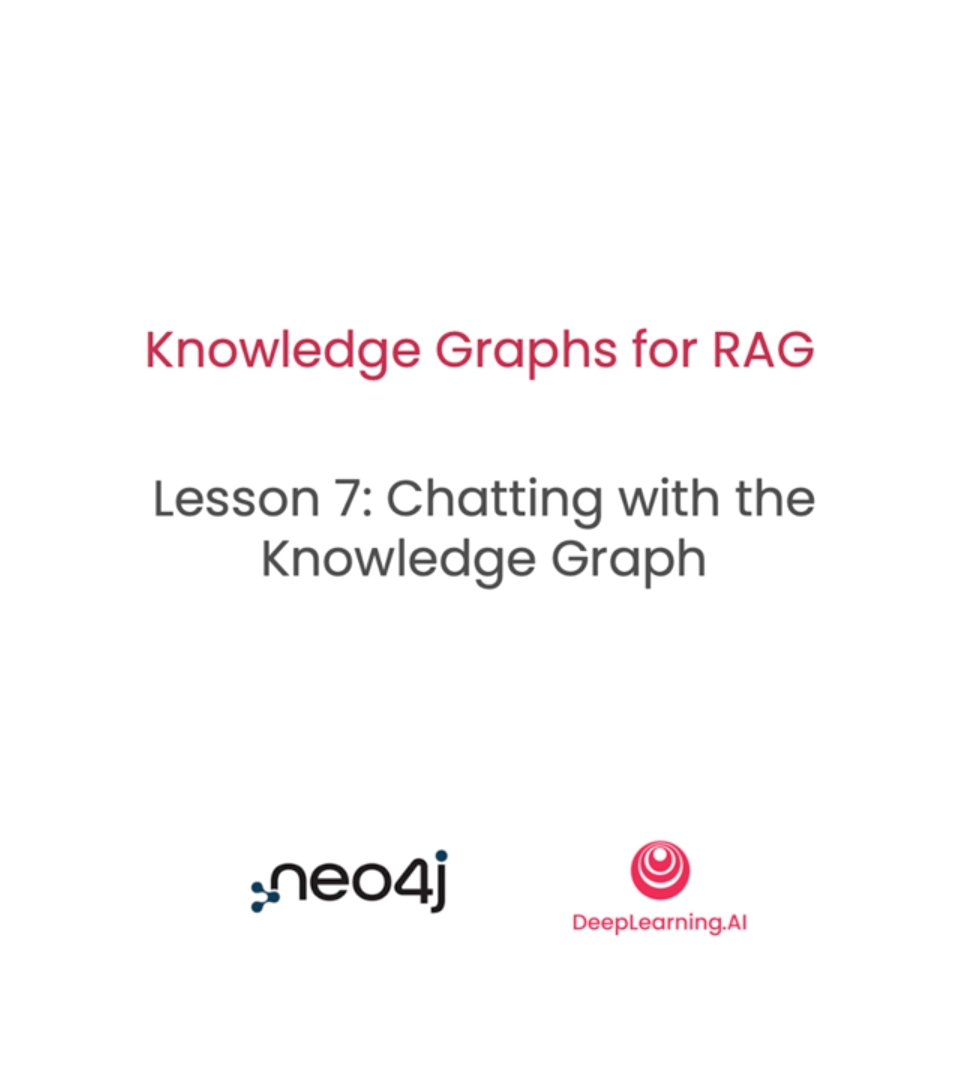 Knowledge Graphs for RAG
Lesson 7: Chatting with the
Knowledge Graph
neo4j
DeepLearning.AI